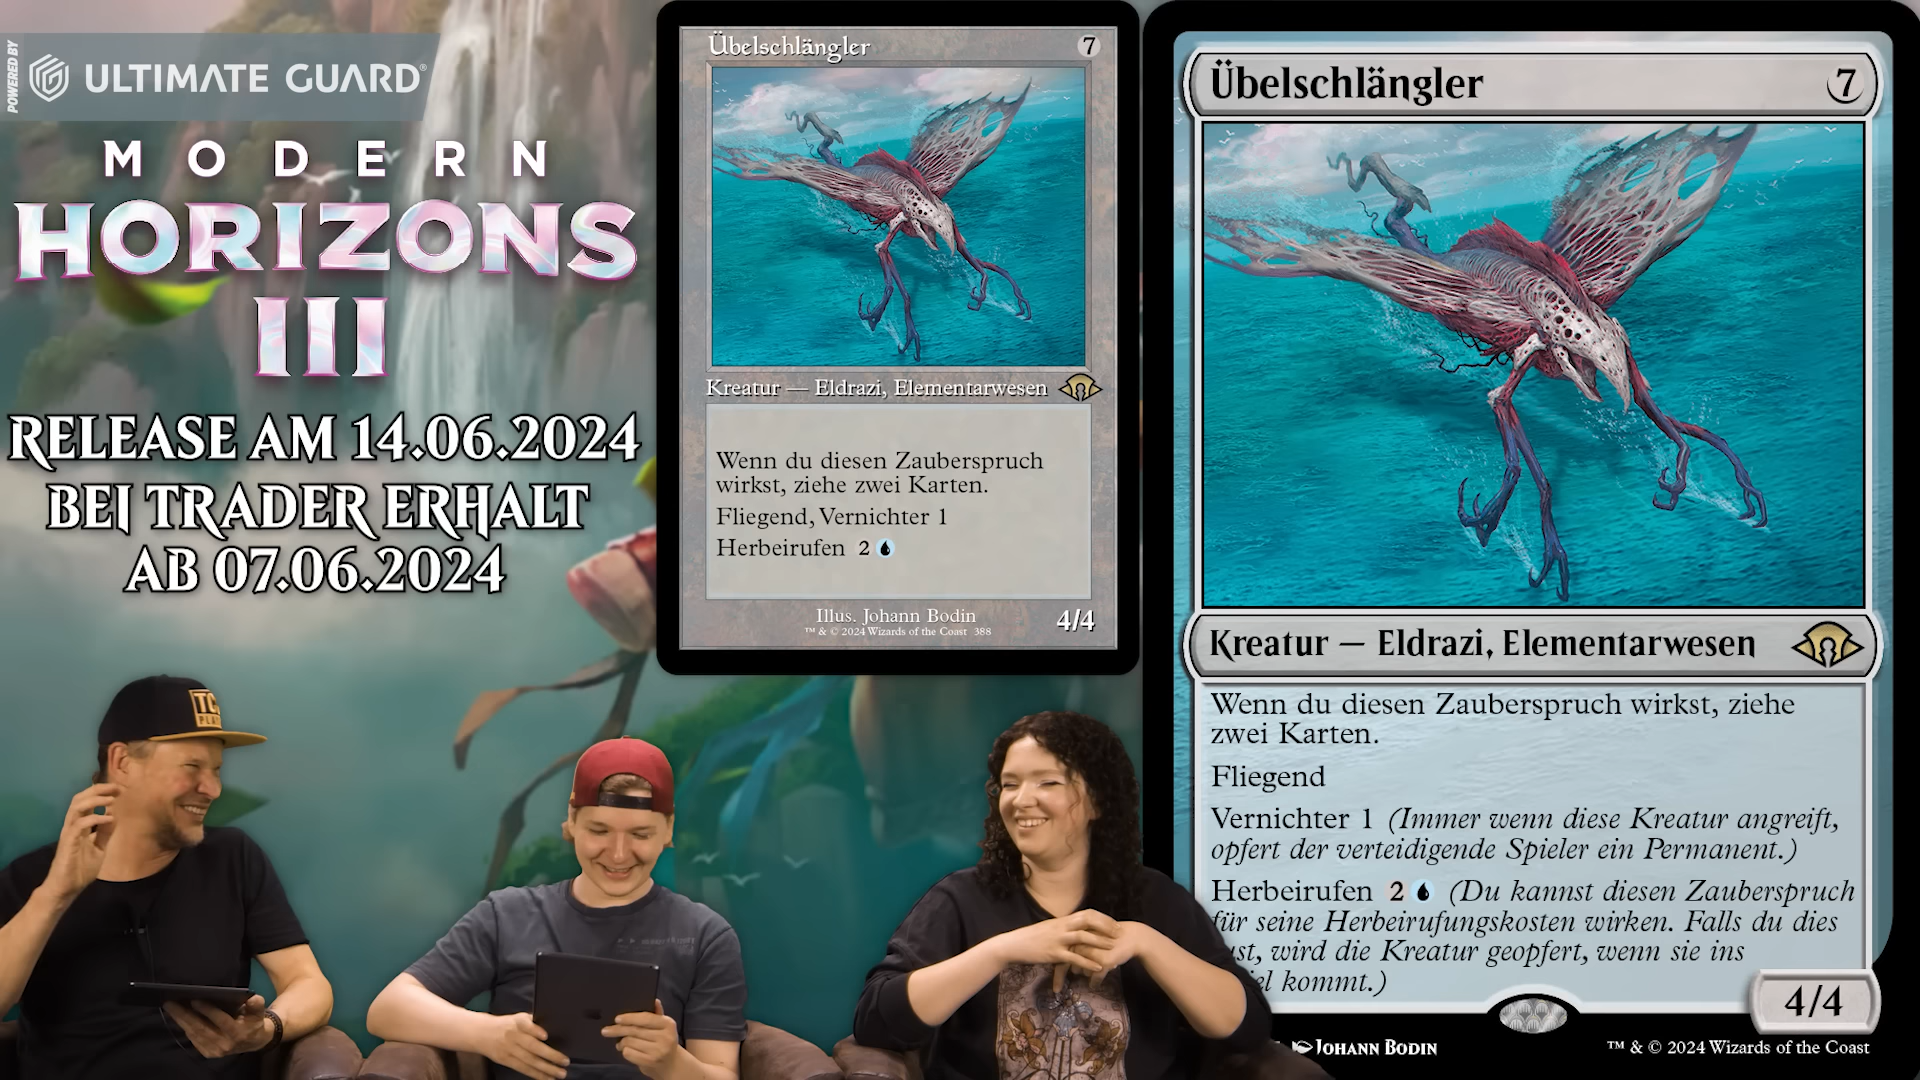 POWERED BY
ULTIMATE GUARD®
MODERN
HORIZONS
III
RELEASE AM 14.06.2024
BEI TRADER ERHALT
AB 07.06.2024
Übelschlängler 7
Kreatur — Eldrazi, Elementarwesen
Wenn du diesen Zauberspruch
wirkst, ziehe zwei Karten.
Fliegend, Vernichter 1
Herbeirufen 2
Illus. Johann Bodin
™ & © 2024 Wizards of the Coast 388
4/4
Übelschlängler 7
Kreatur — Eldrazi, Elementarwesen
Wenn du diesen Zauberspruch wirkst, ziehe
zwei Karten.
Fliegend
Vernichter 1 (Immer wenn diese Kreatur angreift,
opfert der verteidigende Spieler ein Permanent.)
Herbeirufen 2 (Du kannst diesen Zauberspruch
für seine Herbeirufungskosten wirken. Falls du dies
wird die Kreatur geopfert, wenn sie ins
kommt.)
4/4
JOHANN BODIN
™ & © 2024 Wizards of the Coast
TC